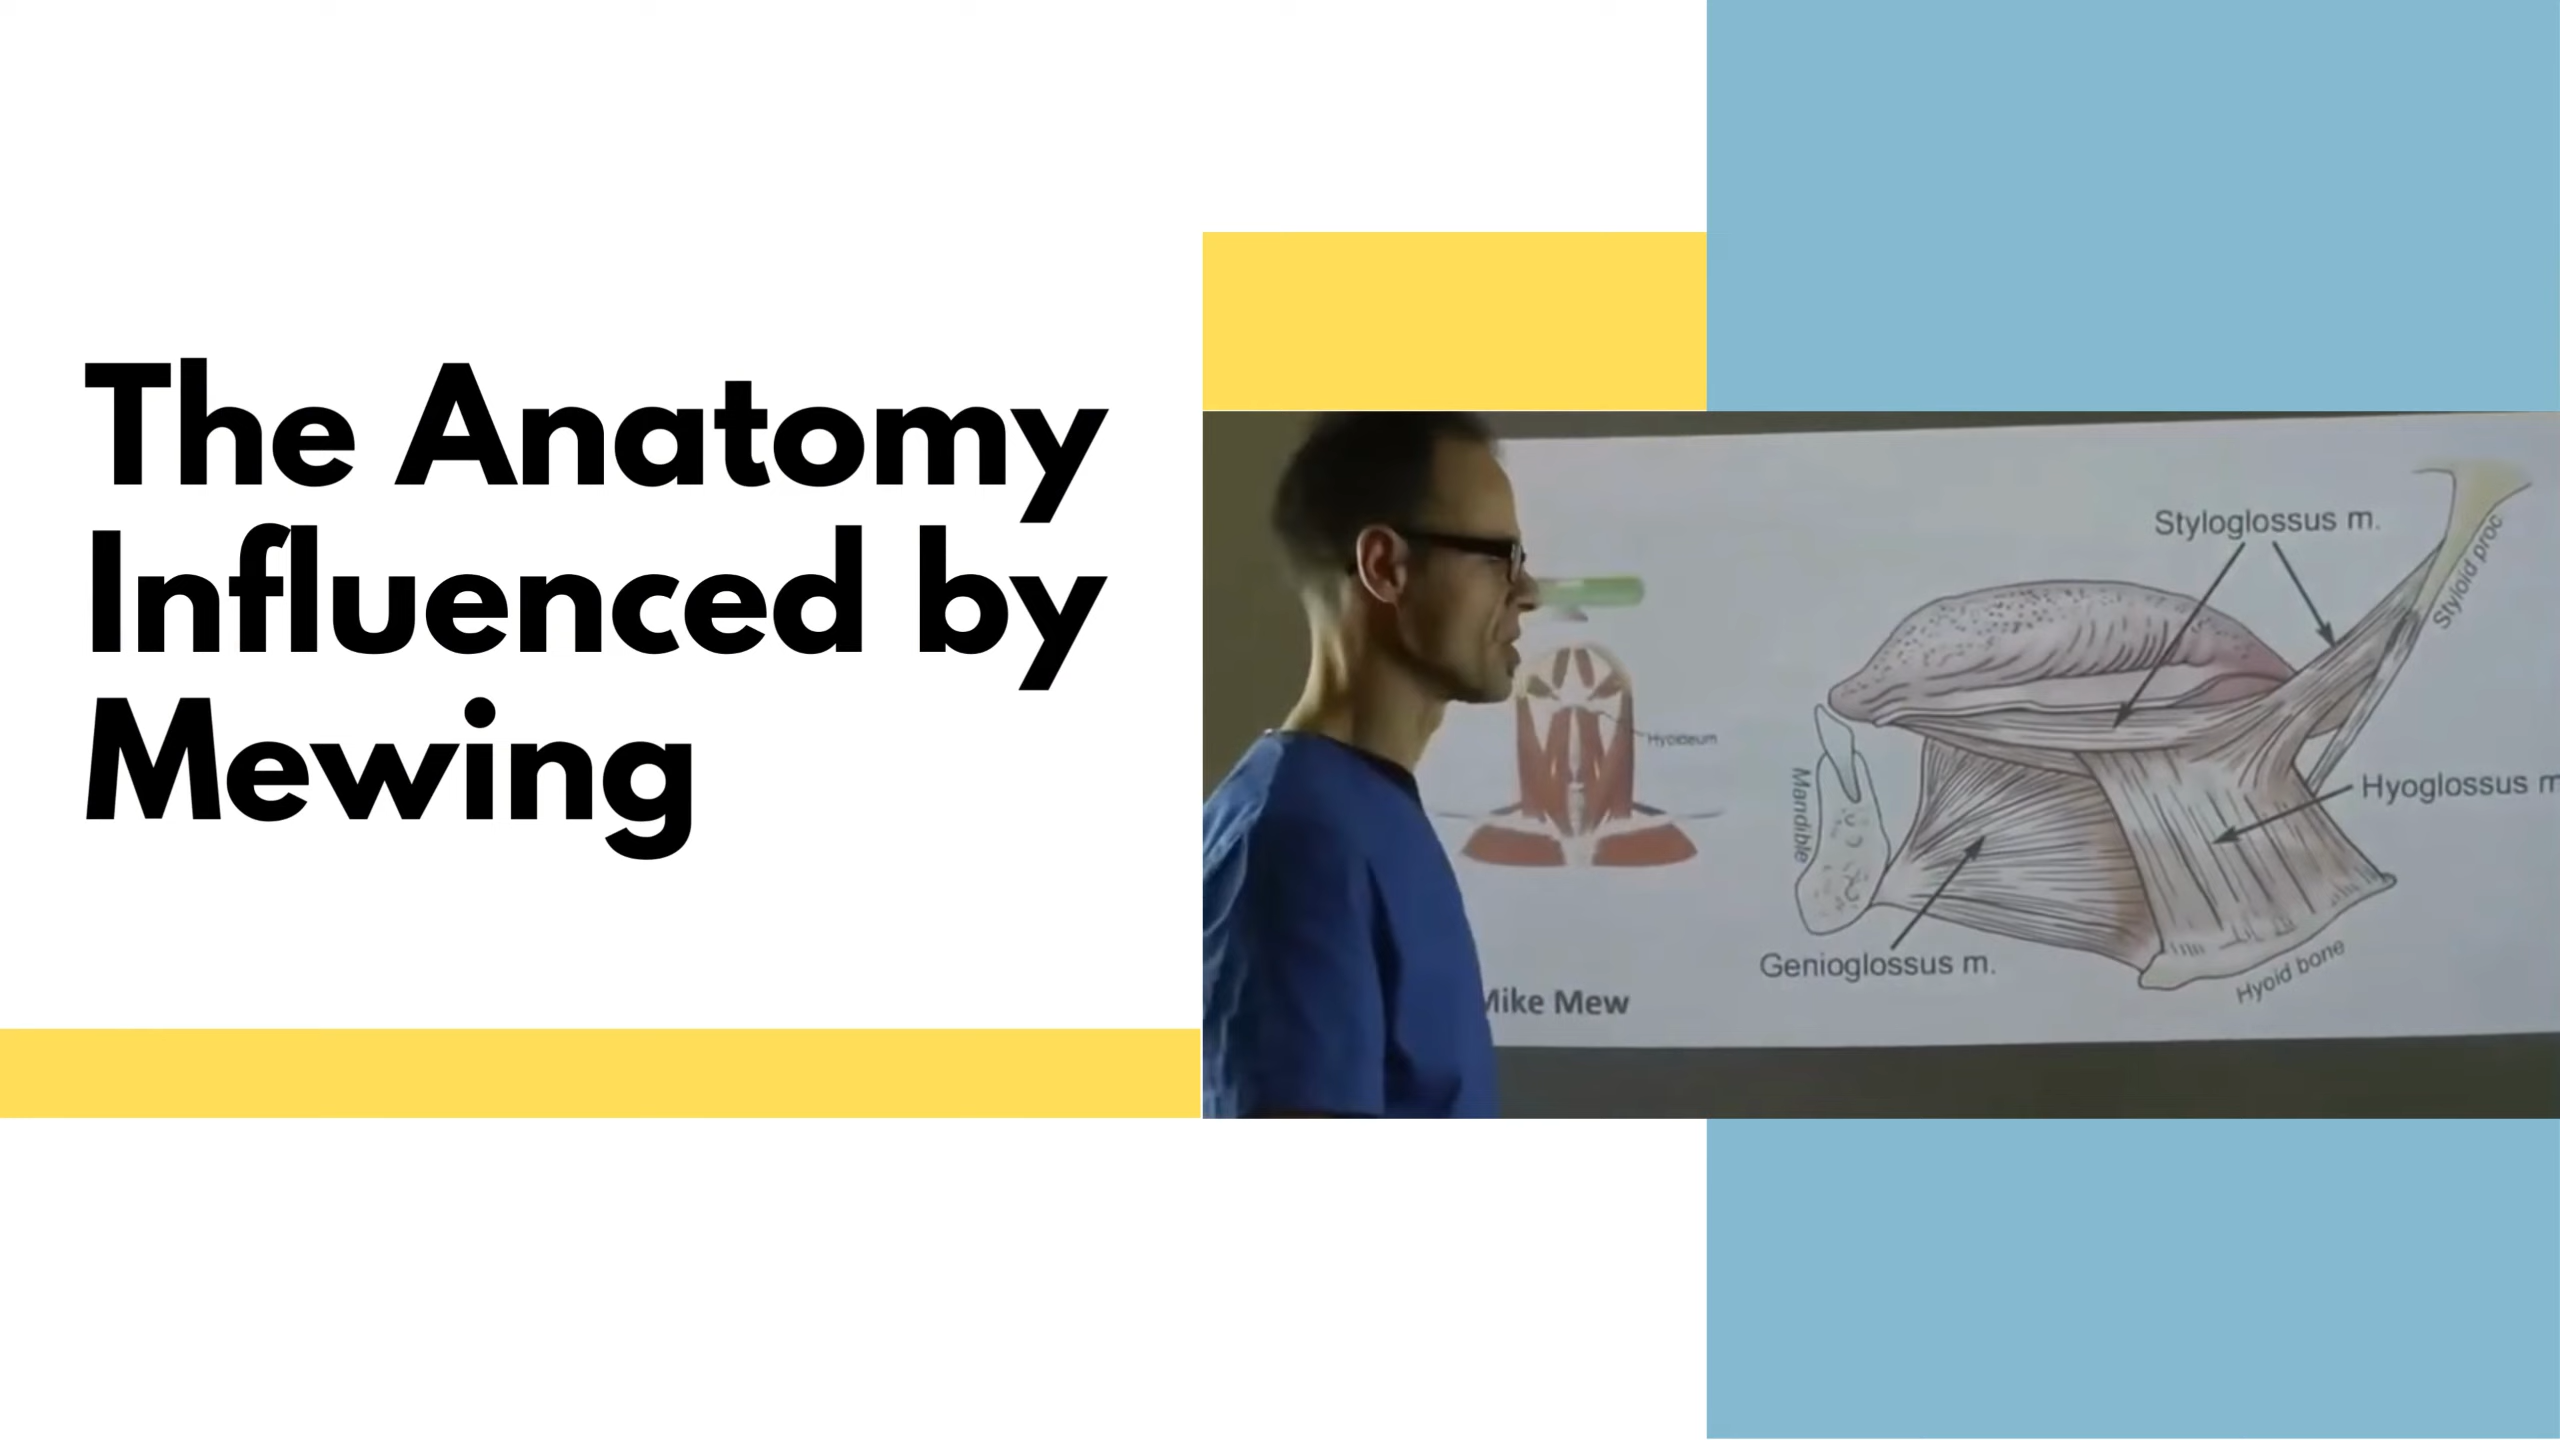 The Anatomy
Influenced by
Mewing
Styloglossus m.
Styloid proc
Hyoideum
Mandible
Hyoglossus m
Genioglossus m.
Hyoid bone
Mike Mew